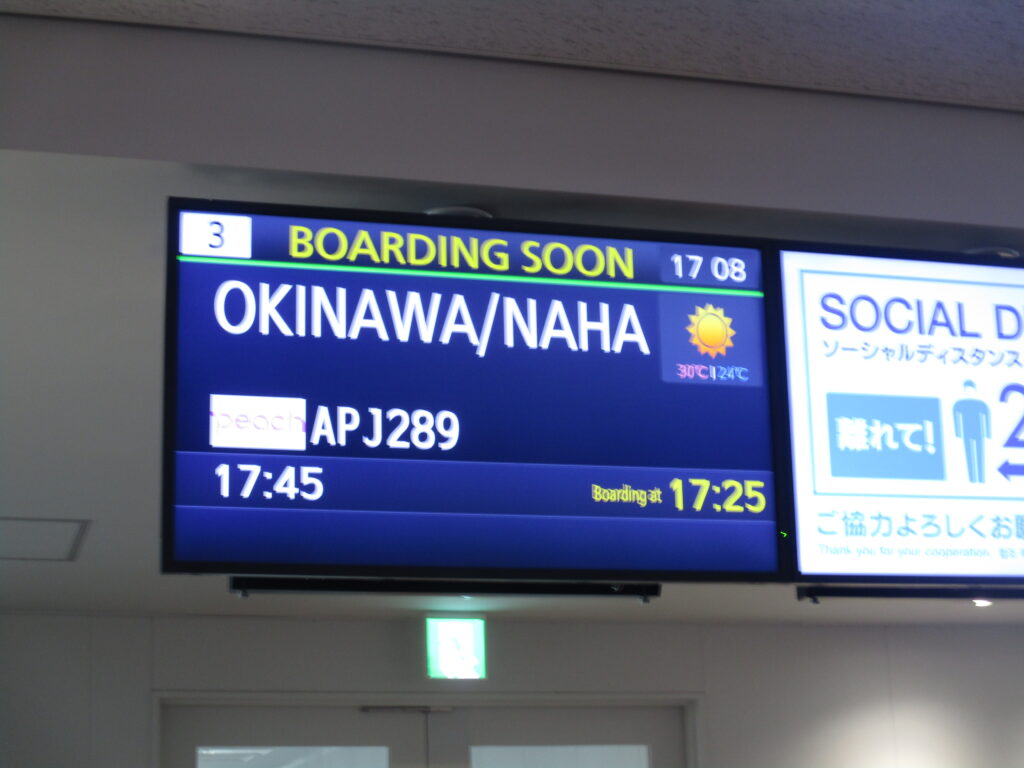 3 BOARDING SOON 17 08
OKINAWA/NAHA
30℃ | 24℃
peach APJ289
17:45 Boarding at 17:25
SOCIAL D
ソーシャルディスタンス
離れて!
2
ご協力よろしくお願
Thank you for your cooperation.